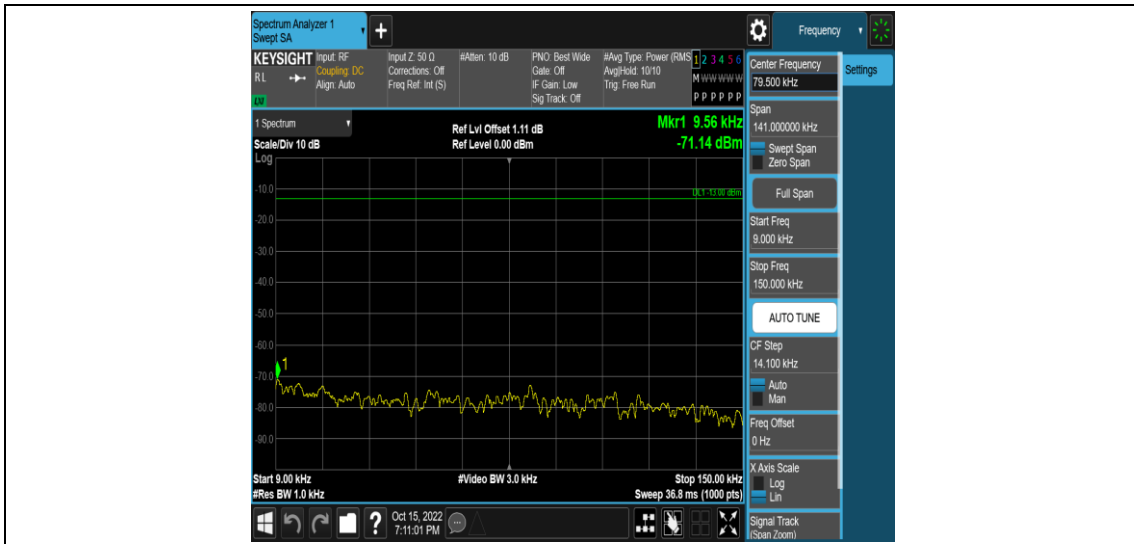 Spectrum Analyzer 1
Swept SA
+
Frequency
KEYSIGHT
RL
LXI
Input: RF
Coupling: DC
Align: Auto
Input Z: 50 Ω
Corrections: Off
Freq Ref: Int (S)
#Atten: 10 dB
PNO: Best Wide
Gate: Off
IF Gain: Low
Sig Track: Off
#Avg Type: Power (RMS
Avg|Hold: 10/10
Trig: Free Run
1 2 3 4 5 6
M W W W W W
P P P P P P
Center Frequency
79.500 kHz
Settings
1 Spectrum
Ref Lvl Offset 1.11 dB
Mkr1 9.56 kHz
Scale/Div 10 dB
Ref Level 0.00 dBm
-71.14 dBm
Log
DL1 -13.00 dBm
-10.0
-20.0
-30.0
-40.0
-50.0
-60.0
-70.0
-80.0
-90.0
1
Span
141.000000 kHz
Swept Span
Zero Span
Full Span
Start Freq
9.000 kHz
Stop Freq
150.000 kHz
AUTO TUNE
CF Step
14.100 kHz
Auto
Man
Freq Offset
0 Hz
X Axis Scale
Log
Lin
Signal Track
(Span Zoom)
Start 9.00 kHz
#Video BW 3.0 kHz
Stop 150.00 kHz
#Res BW 1.0 kHz
Sweep 36.8 ms (1000 pts)
?
Oct 15, 2022
7:11:01 PM